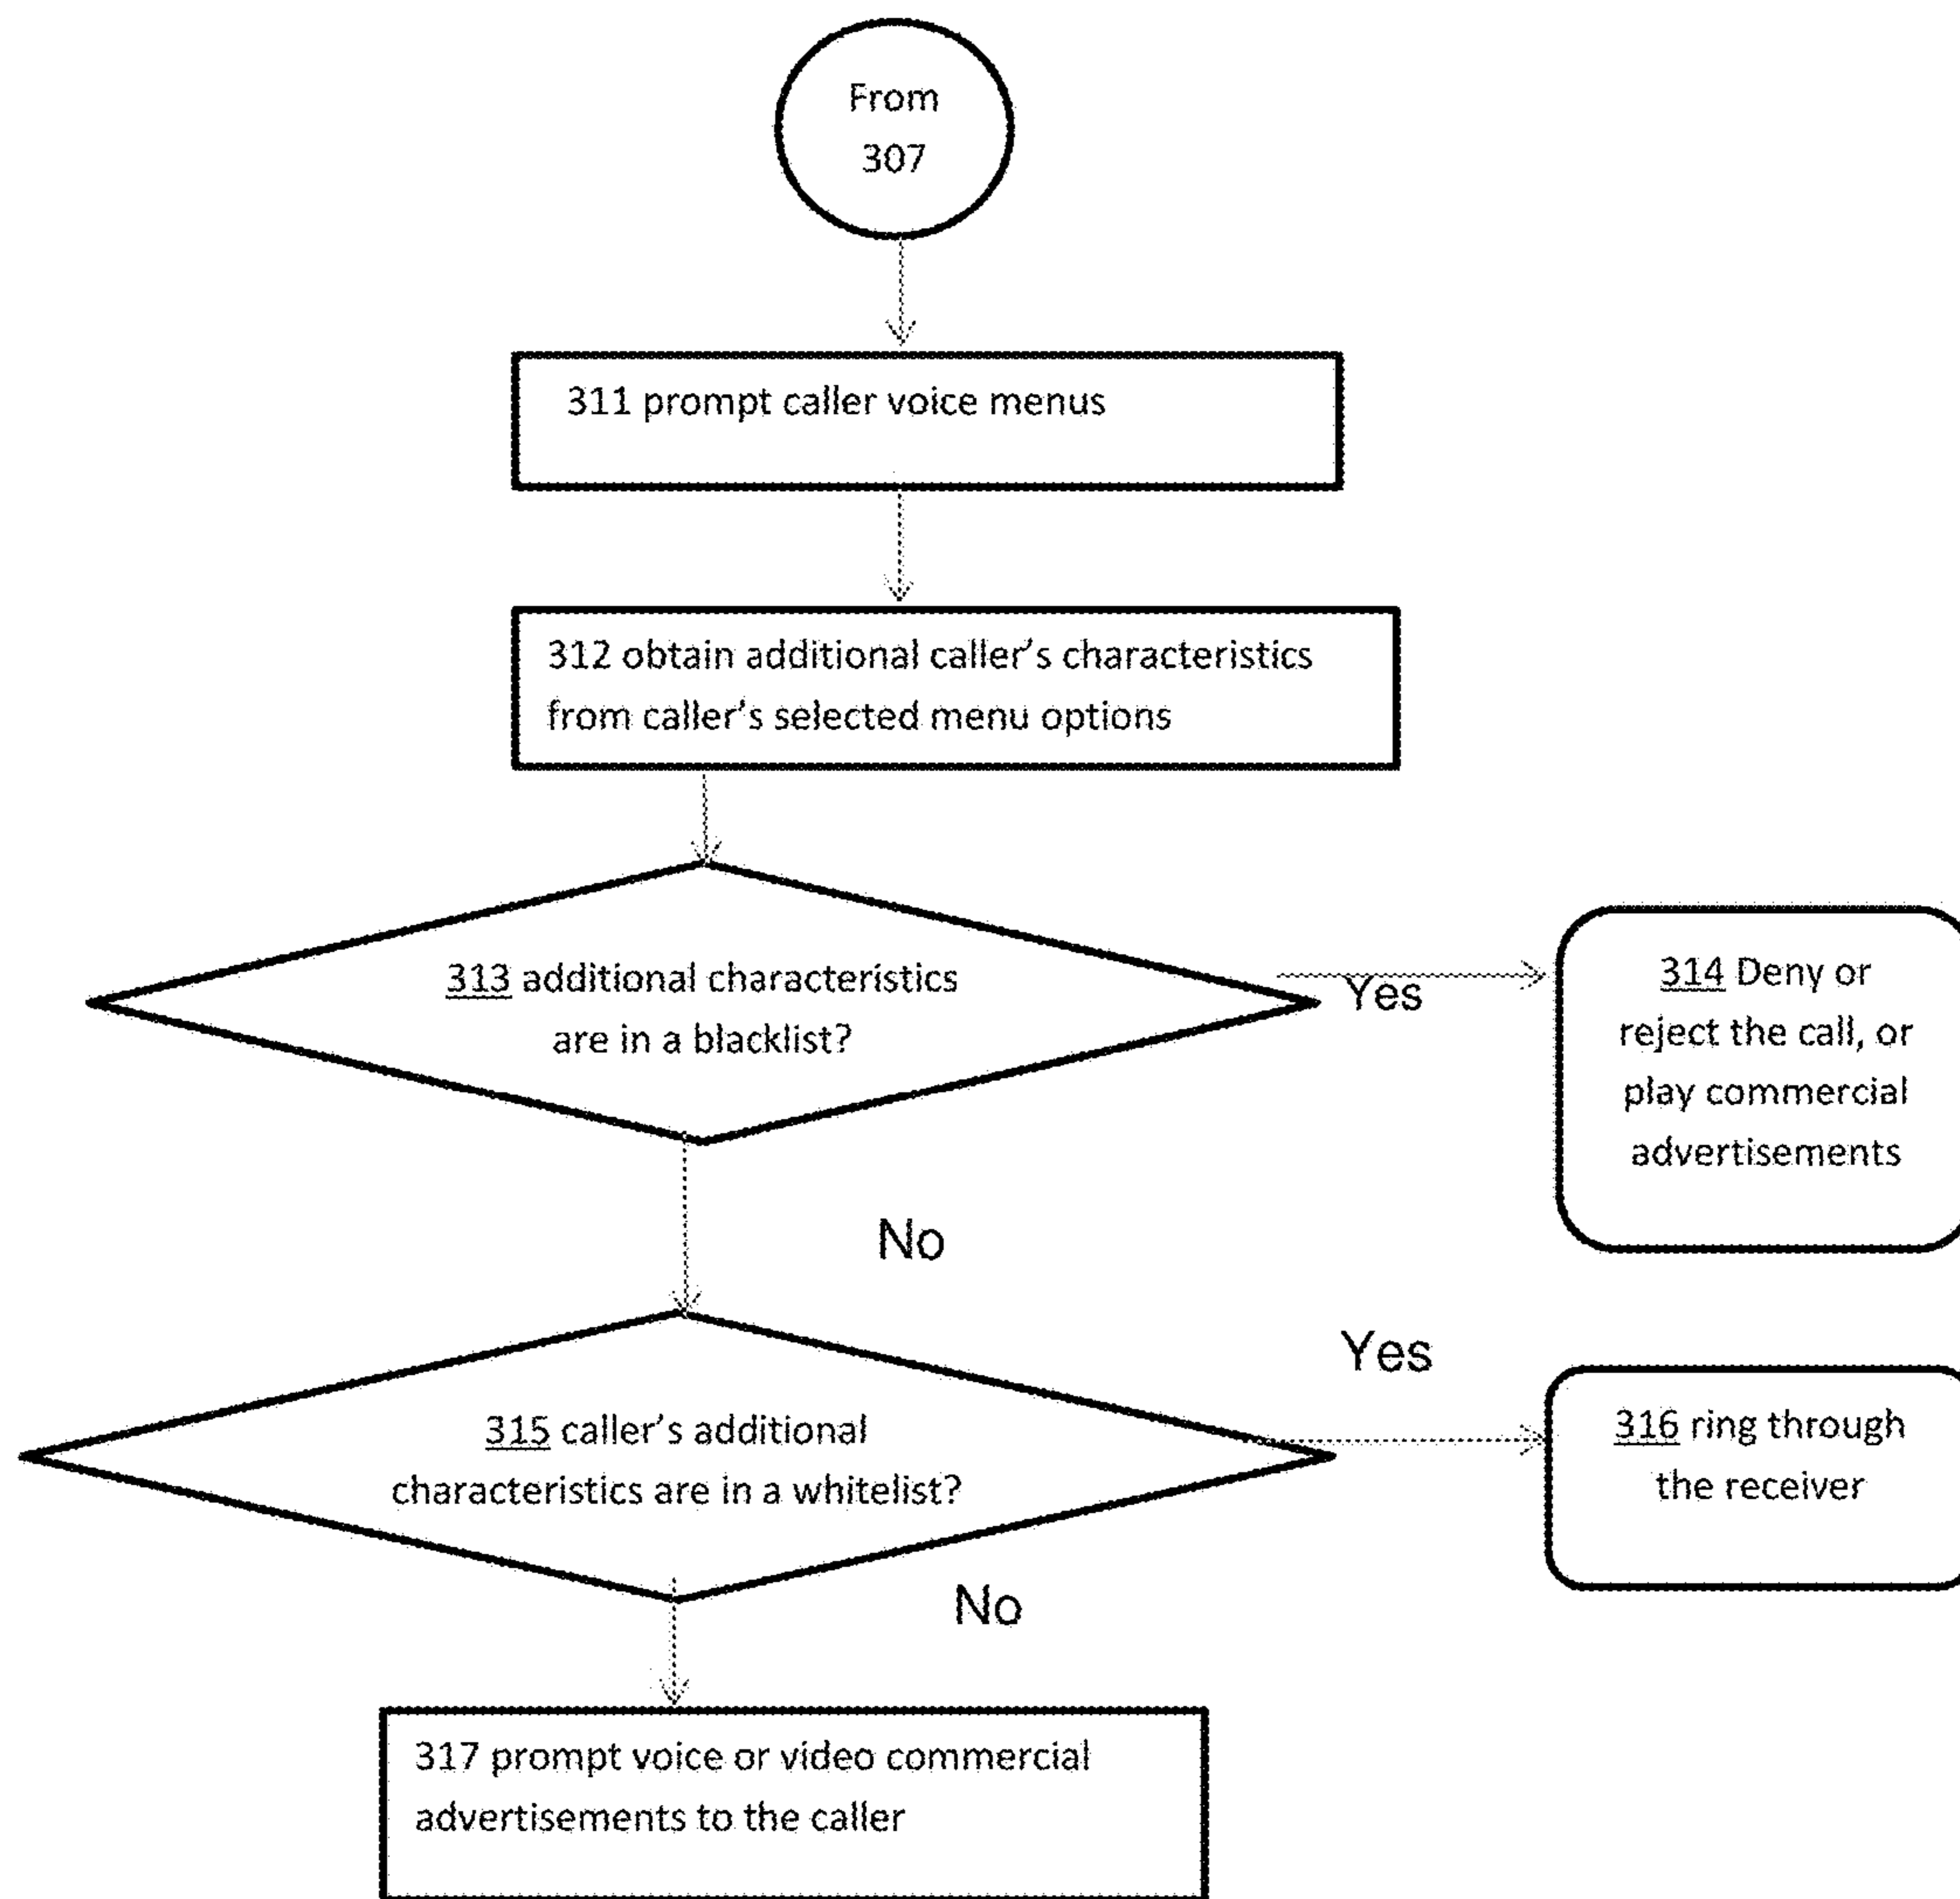 From
307
311 prompt caller voice menus
312 obtain additional caller's characteristics
from caller's selected menu options
313 additional characteristics
are in a blacklist?
Yes
314 Deny or
reject the call, or
play commercial
advertisements
No
315 caller's additional
characteristics are in a whitelist?
Yes
316 ring through
the receiver
No
317 prompt voice or video commercial
advertisements to the caller